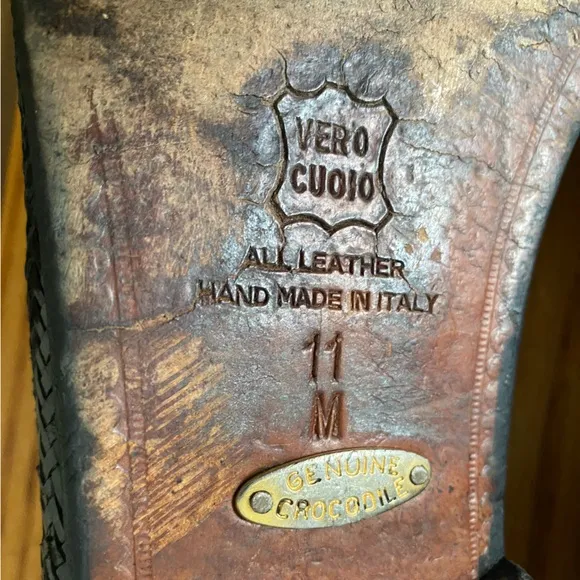 VERO
CUOIO
ALL LEATHER
HAND MADE IN ITALY
11
M
GENUINE
CROCODILE